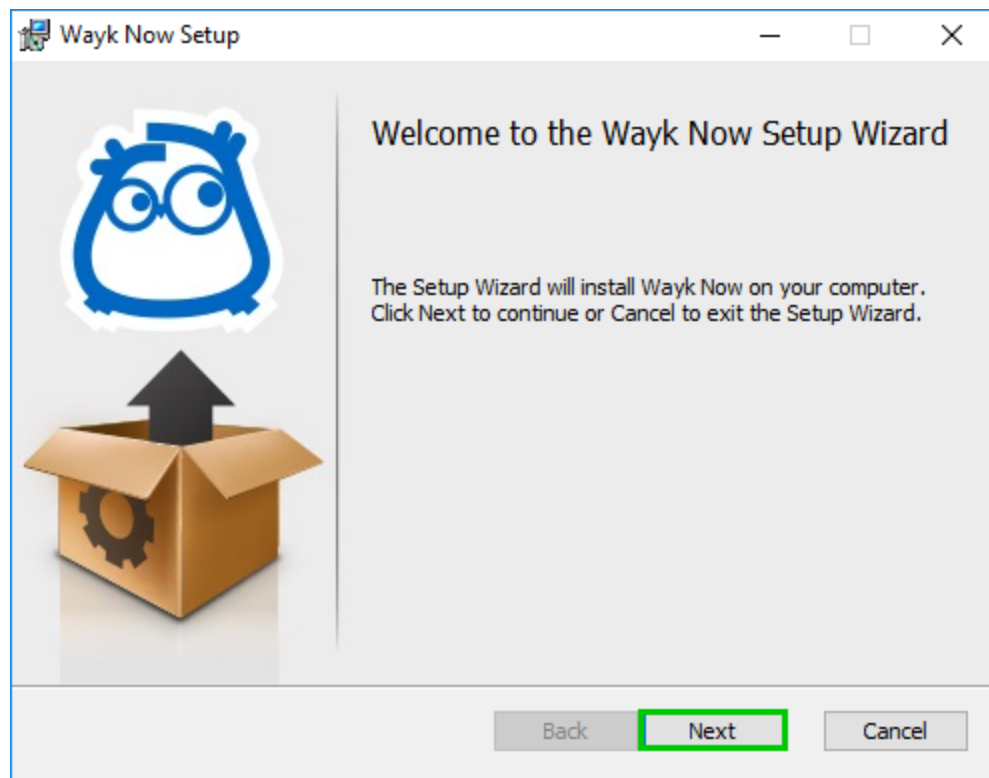 Wayk Now Setup
Welcome to the Wayk Now Setup Wizard
The Setup Wizard will install Wayk Now on your computer.
Click Next to continue or Cancel to exit the Setup Wizard.
Back Next Cancel